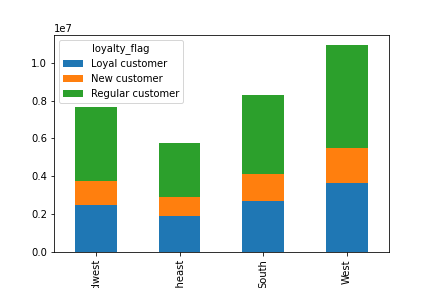 1e7
loyalty_flag
Loyal customer
New customer
Regular customer
1.0
0.8
0.6
0.4
0.2
0.0
dwest
heast
South
West